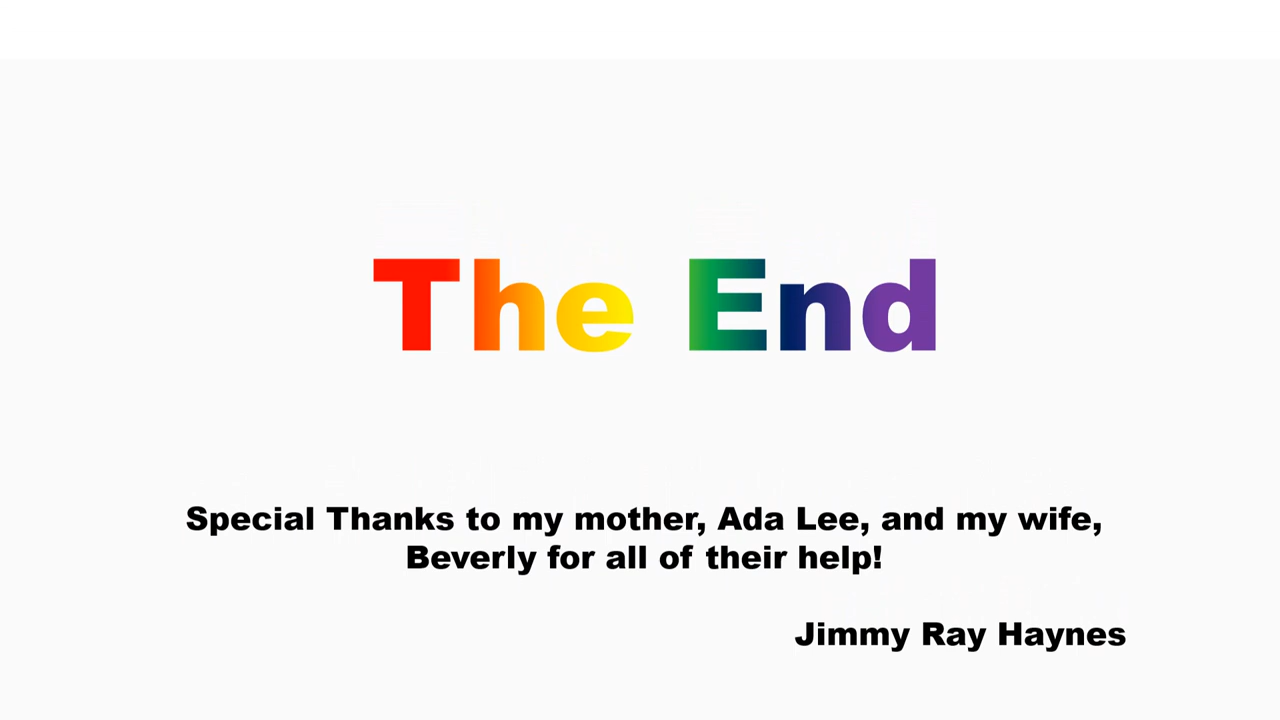 The End
Special Thanks to my mother, Ada Lee, and my wife,
Beverly for all of their help!
Jimmy Ray Haynes